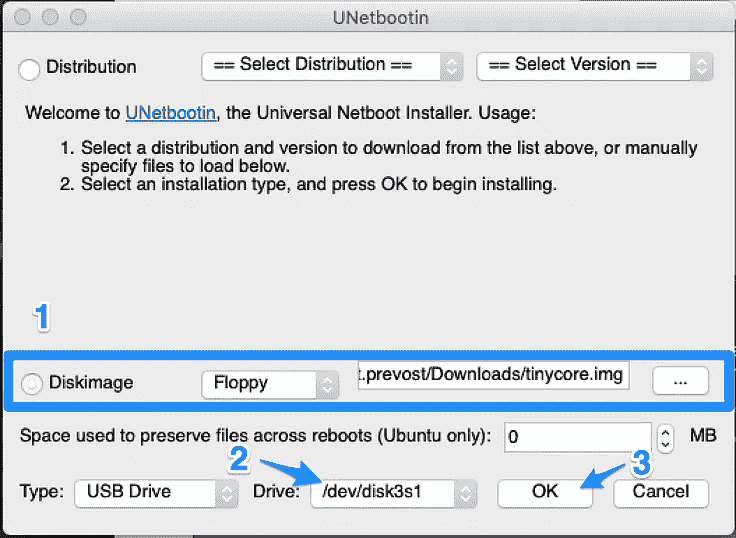 UNetbootin
Distribution == Select Distribution == == Select Version ==
Welcome to UNetbootin, the Universal Netboot Installer. Usage:
1. Select a distribution and version to download from the list above, or manually
specify files to load below.
2. Select an installation type, and press OK to begin installing.
1
Diskimage Floppy t.prevost/Downloads/tinycore.img ...
Space used to preserve files across reboots (Ubuntu only): 0 MB
2 3
Type: USB Drive Drive: /dev/disk3s1 OK Cancel